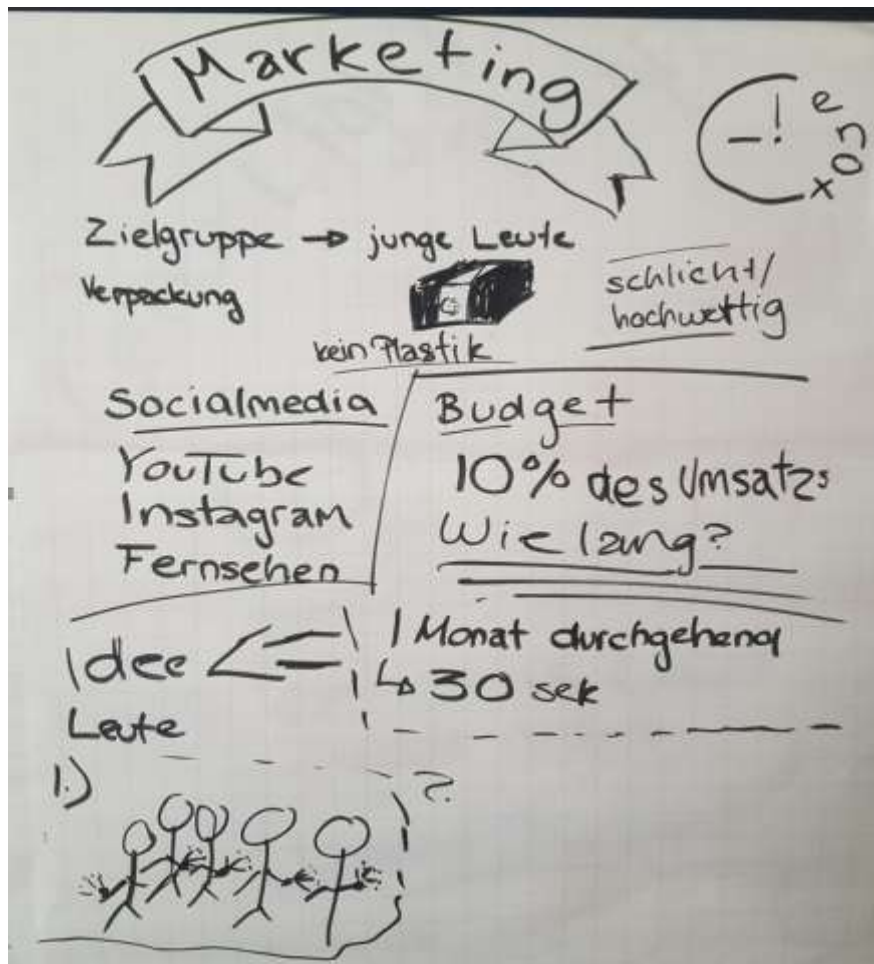 Marketing
Zielgruppe → junge Leute
Verpackung
schlicht/
hochwertig
kein Plastik
Socialmedia
YouTube
Instagram
Fernsehen
Budget
10% des Umsatzs
Wie lang?
1 Monat durchgehend
↳ 30 sek
Idee
Leute
1.)
?